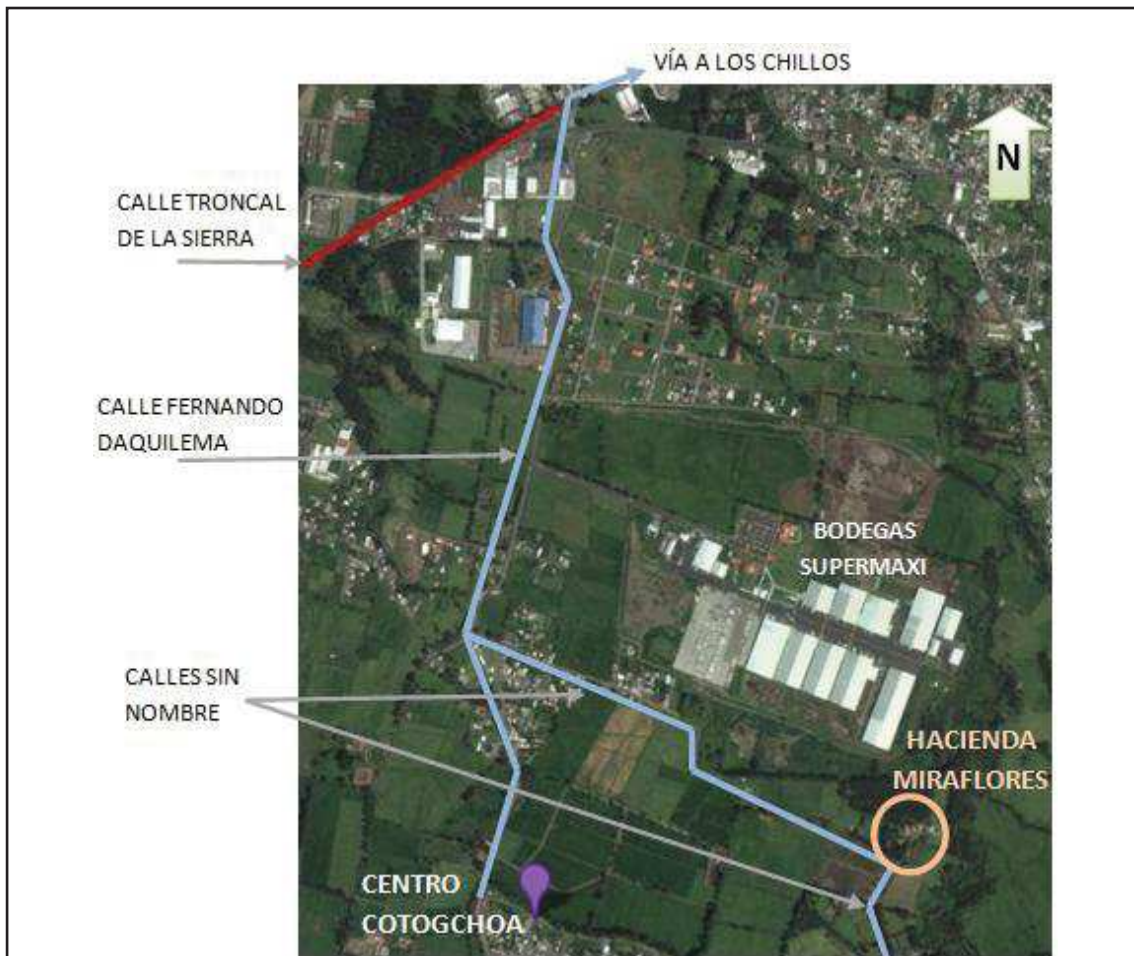 VÍA A LOS CHILLOS
N
CALLE TRONCAL
DE LA SIERRA
CALLE FERNANDO
DAQUILEMA
BODEGAS
SUPERMAXI
CALLES SIN
NOMBRE
HACIENDA
MIRAFLORES
CENTRO
COTOGCHOA